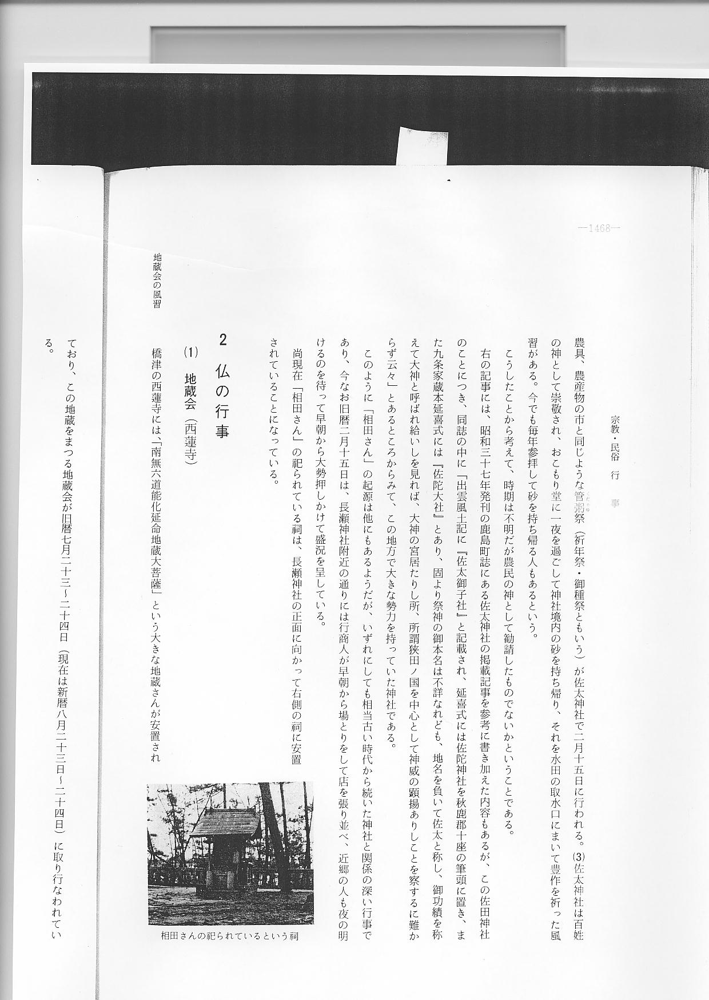 ―1468―
宗教・民俗 行 事
農具、農産物の市と同じような管粥祭（祈年祭・御種祭ともいう）が佐太神社で二月十五日に行われる。(3)佐太神社は百姓
の神として崇敬され、おこもり堂に一夜を過ごして神社境内の砂を持ち帰り、それを水田の取水口にまいて豊作を祈った風
習がある。今でも毎年参拝して砂を持ち帰る人もあるという。
こうしたことから考えて、時期は不明だが農民の神として勧請したものでないかということである。
右の記事には、昭和三十七年発刊の鹿島町誌にある佐太神社の掲載記事を参考に書き加えた内容もあるが、この佐田神社
のことにつき、同誌の中に「出雲風土記に『佐太御子社』と記載され、延喜式には佐陀神社を秋鹿郡十座の筆頭に置き、ま
た九条家蔵本延喜式には『佐陀大社』とあり、固より祭神の御本名は不詳なれども、地名を負いて佐太と称し、御功績を称
えて大神と呼ばれ給いしを見れば、大神の宮居たりし所、所謂狭田ノ国を中心として神威の顕揚ありしことを察するに難か
らず云々」とあるところからみて、この地方で大きな勢力を持っていた神社である。
このように「相田さん」の起源は他にもあるようだが、いずれにしても相当古い時代から続いた神社と関係の深い行事で
あり、今なお旧暦二月十五日は、長瀬神社附近の通りには行商人が早朝から場とりをして店を張り並べ、近郷の人も夜の明
けるのを待って早朝から大勢押しかけて盛況を呈している。
尚現在「相田さん」の祀られている祠は、長瀬神社の正面に向かって右側の祠に安置
されていることになっている。
2 仏の行事
(1) 地蔵会（西蓮寺）
地蔵会の風習
橋津の西蓮寺には、「南無六道能化延命地蔵大菩薩」という大きな地蔵さんが安置され
相田さんの祀られているという祠
ており、この地蔵をまつる地蔵会が旧暦七月二十三～二十四日（現在は新暦八月二十三日～二十四日）に取り行なわれてい
る。